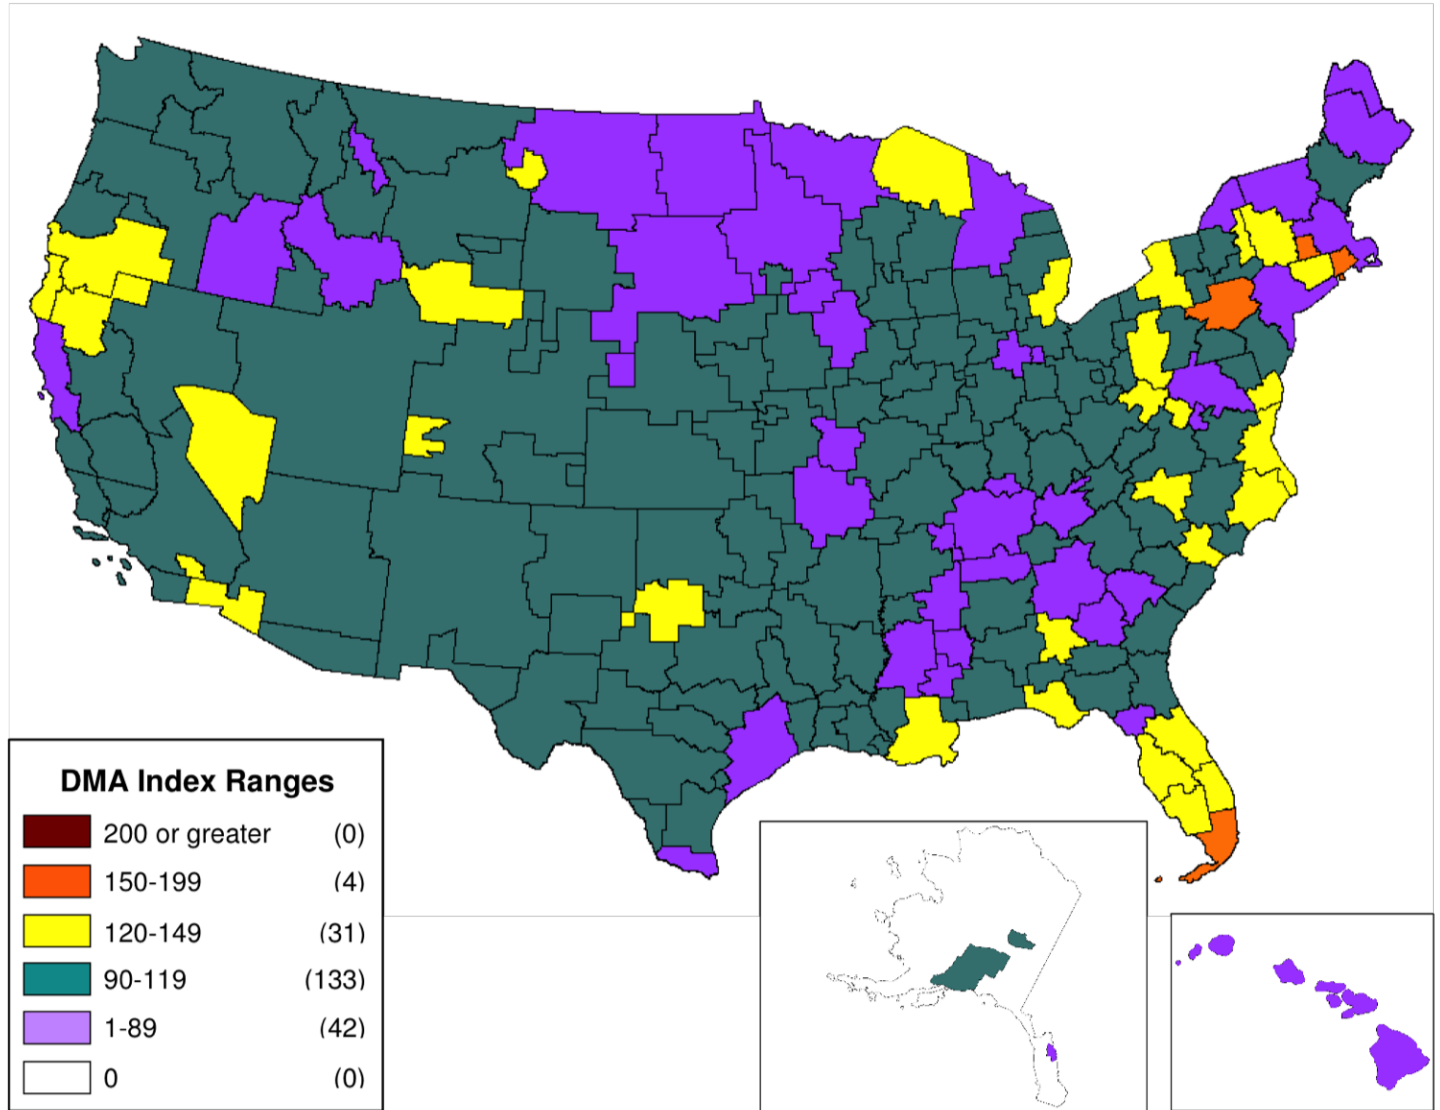 DMA Index Ranges
200 or greater (0)
150-199 (4)
120-149 (31)
90-119 (133)
1-89 (42)
0 (0)